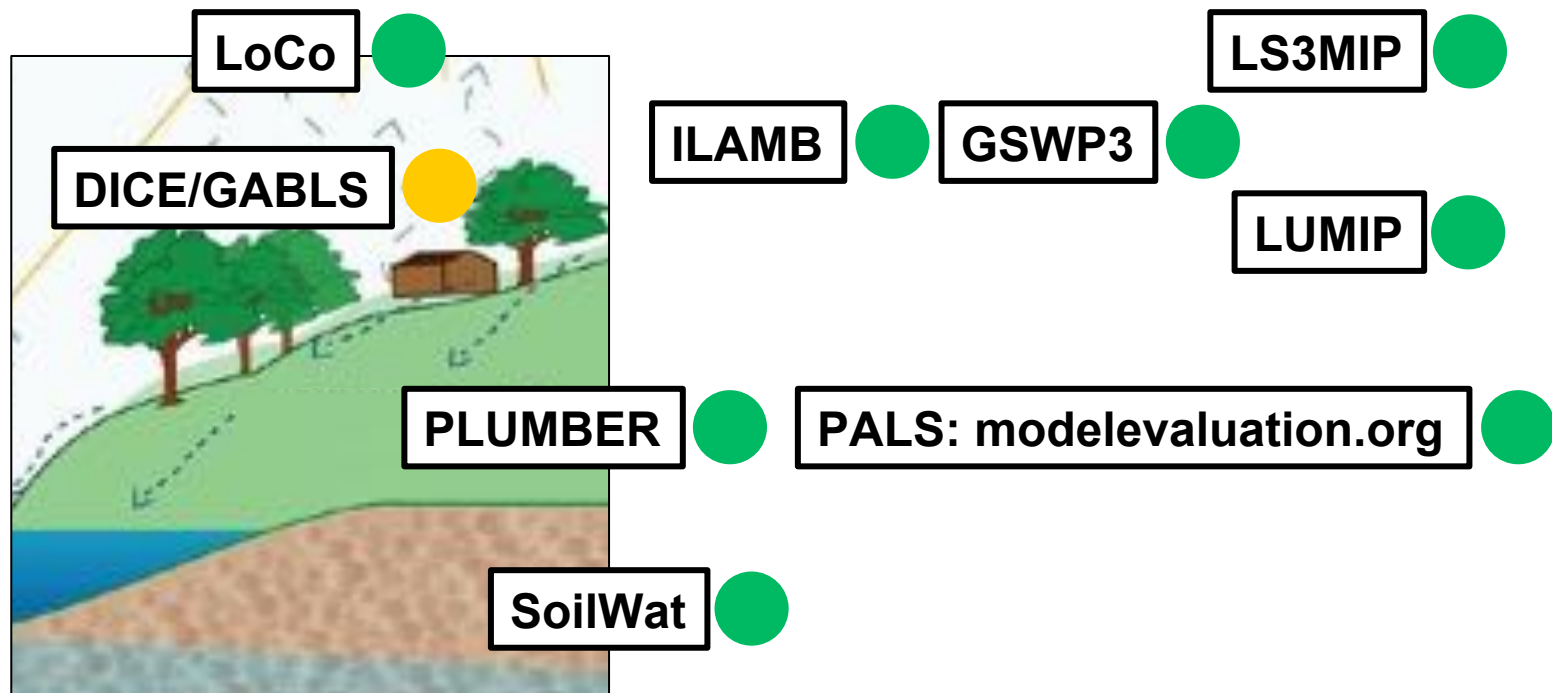 LoCo
LS3MIP
ILAMB
GSWP3
DICE/GABLS
LUMIP
PLUMBER
PALS: modelevaluation.org
SoilWat